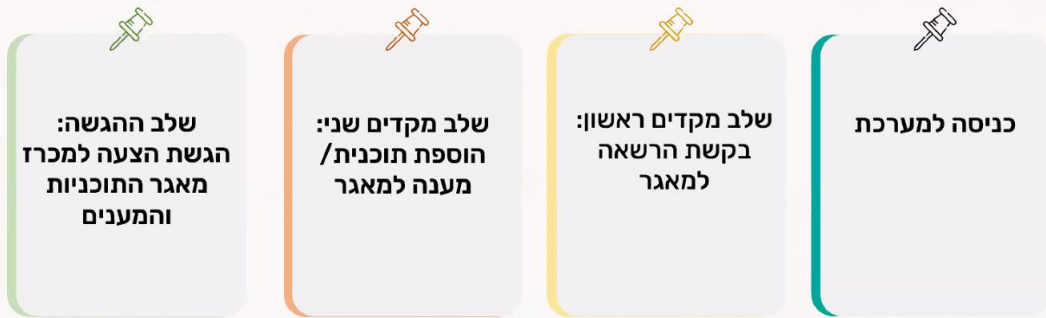 כניסה למערכת
שלב מקדים ראשון:
בקשת הרשאה
למאגר
שלב מקדים שני:
הוספת תוכנית/
מענה למאגר
שלב ההגשה:
הגשת הצעה למכרז
מאגר התוכניות
והמענים